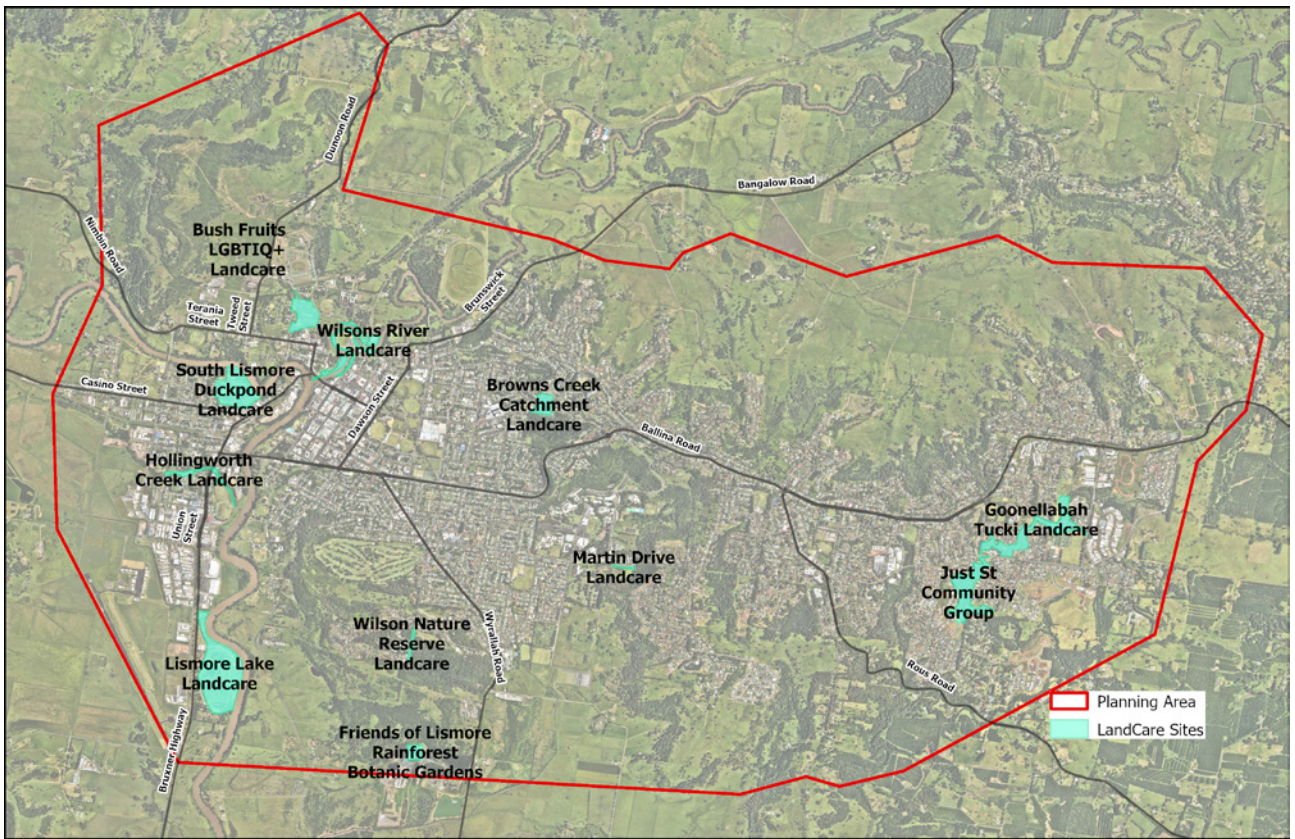 Dunoon Road
Bangalow Road
Nimbin Road
Bush Fruits
LGBTIQ+
Landcare
Brunswick
Street
Terania
Street
Tweed
Street
Wilsons River
Landcare
South Lismore
Duckpond
Landcare
Casino Street
Dawson Street
Browns Creek
Catchment
Landcare
Ballina Road
Hollingworth
Creek Landcare
Union
Street
Goonellabah
Tucki Landcare
Martin Drive
Landcare
Just St
Community
Group
Wilson Nature
Reserve
Landcare
Wyrallah Road
Lismore Lake
Landcare
Rous Road
Friends of Lismore
Rainforest
Botanic Gardens
Bruxner Highway
Planning Area
LandCare Sites